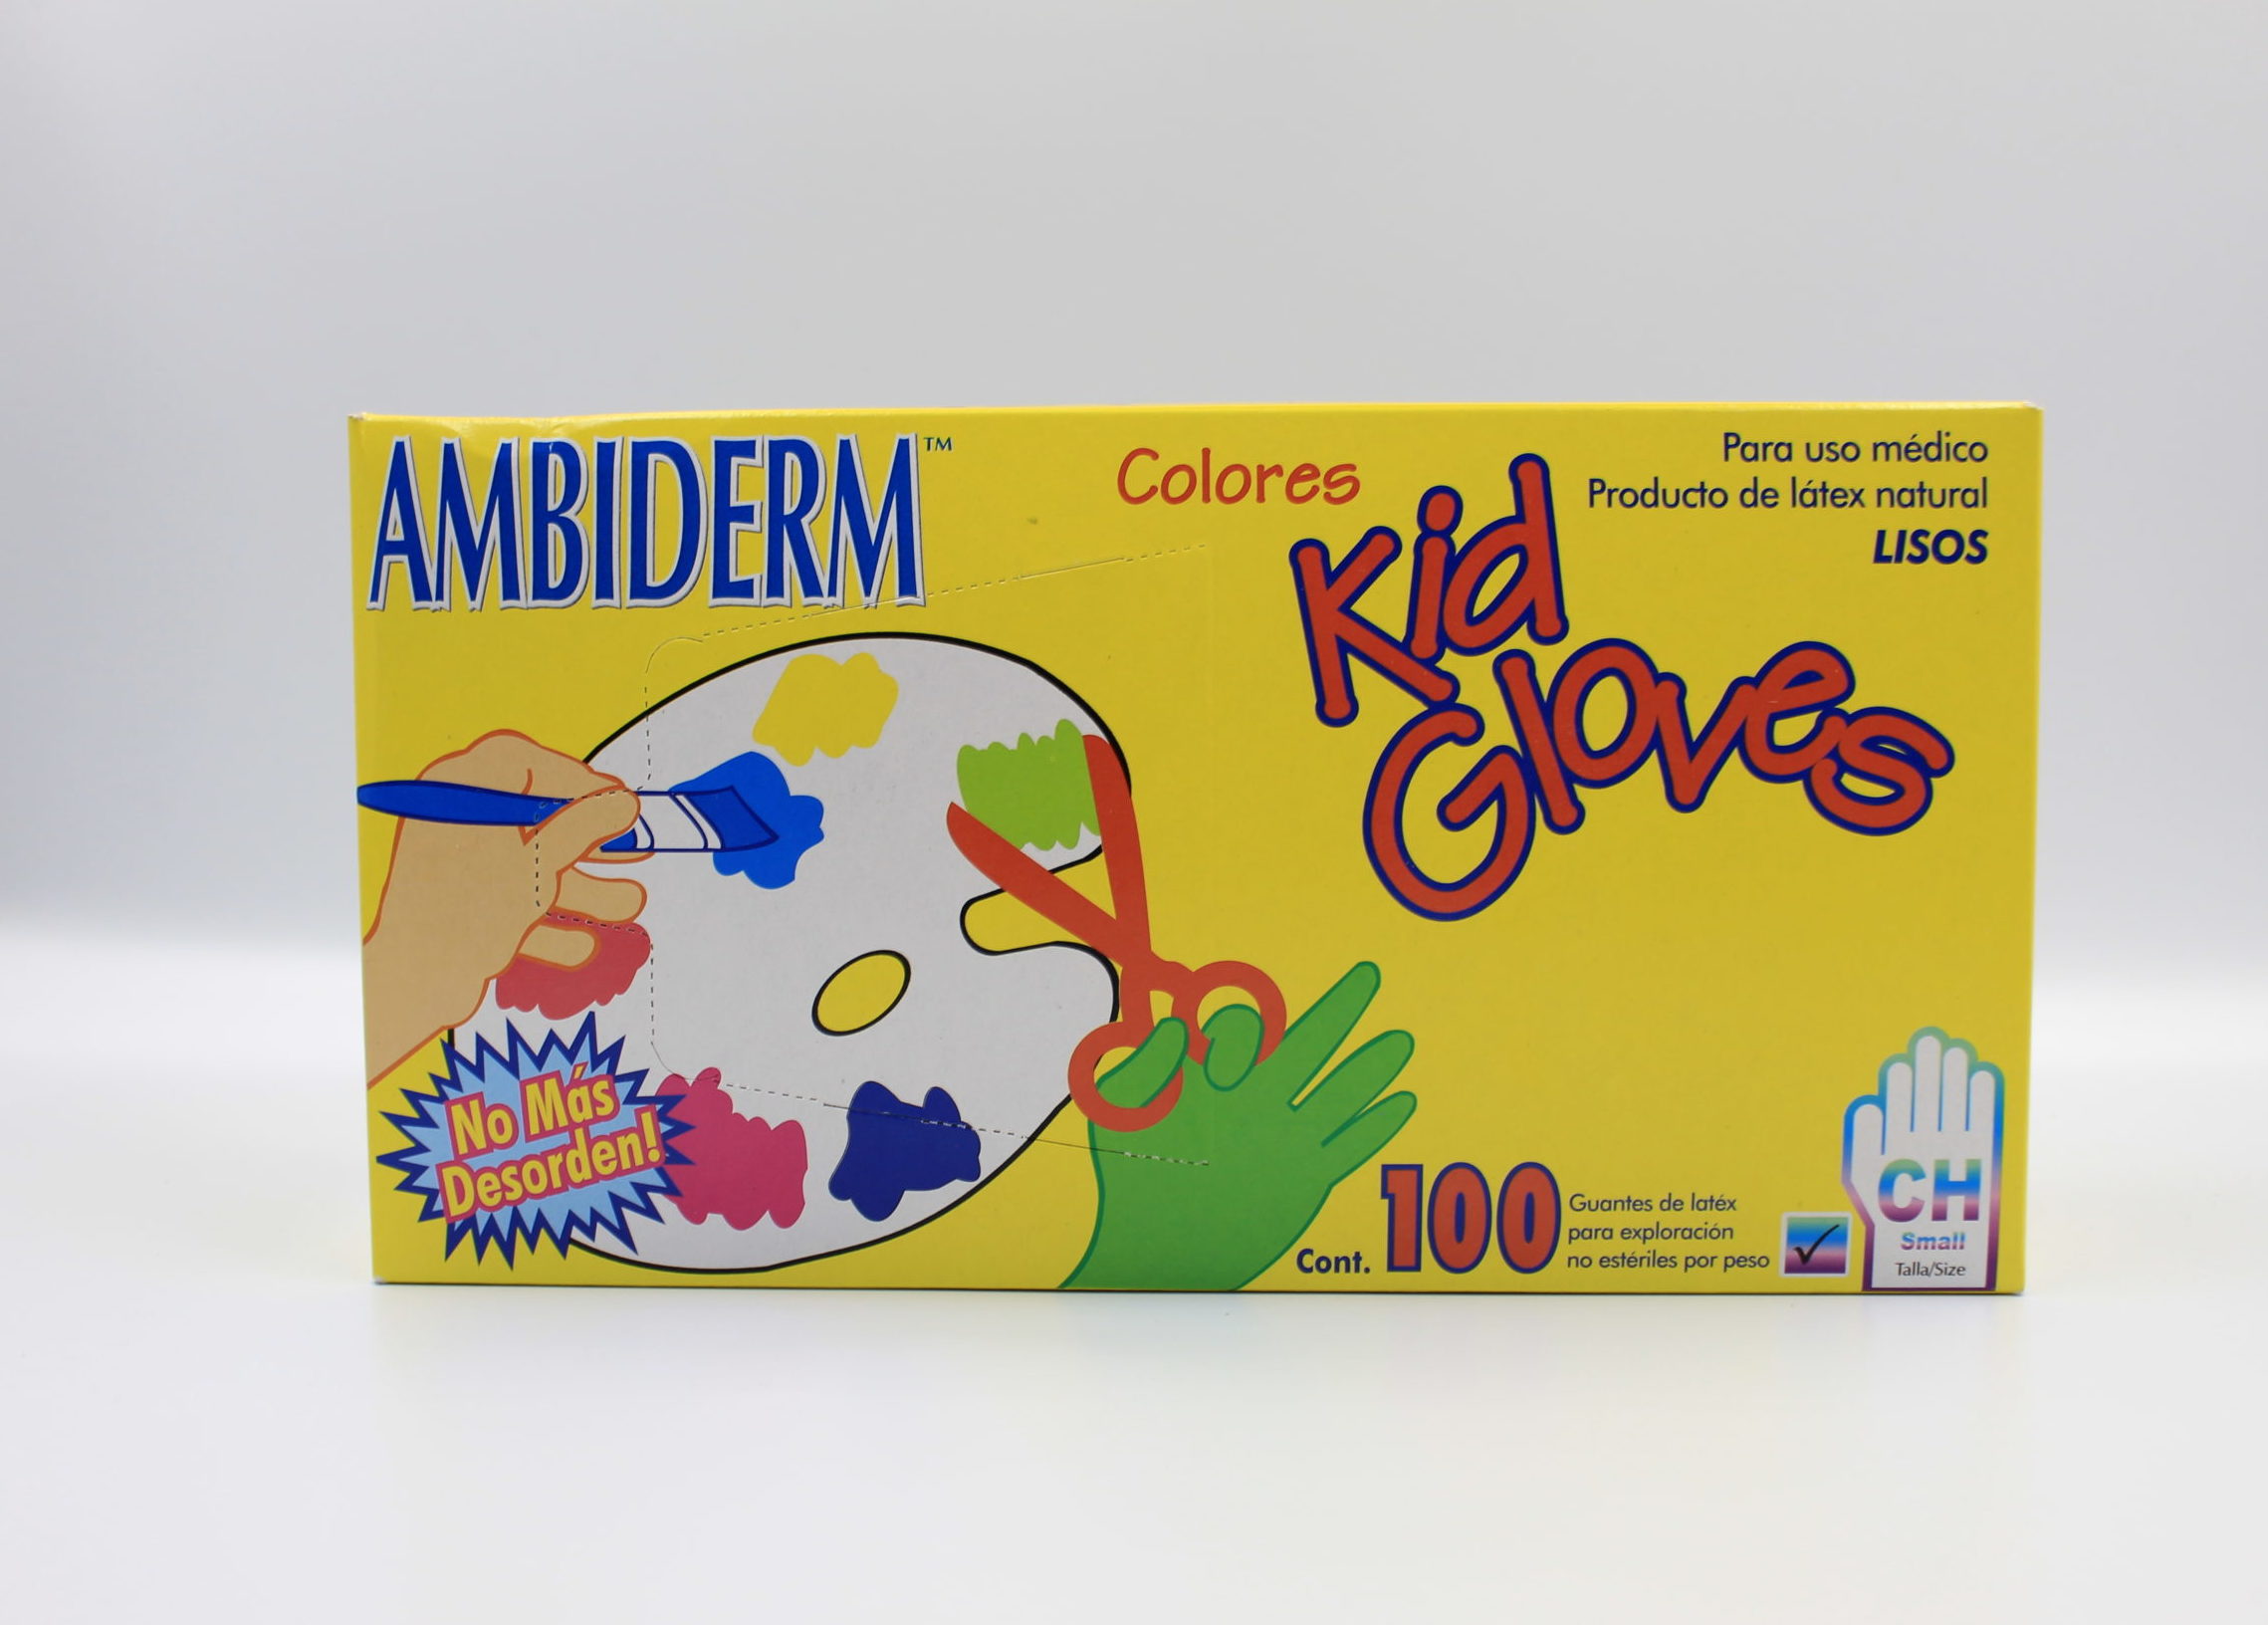 AMBIDERM™
Colores
Kid
Gloves
Para uso médico
Producto de látex natural
LISOS
No Más
Desorden!
Cont. 100
Guantes de latéx
para exploración
no estériles por peso
CH
Small
Talla/Size